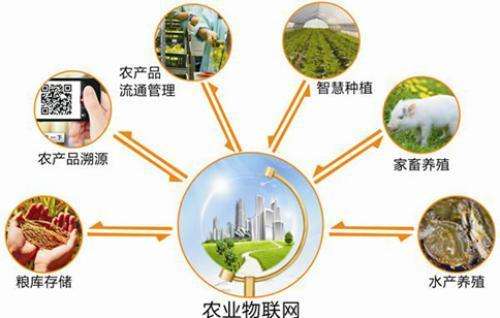 农产品
流通管理
智慧种植
农产品溯源
家畜养殖
粮库存储
水产养殖
农业物联网